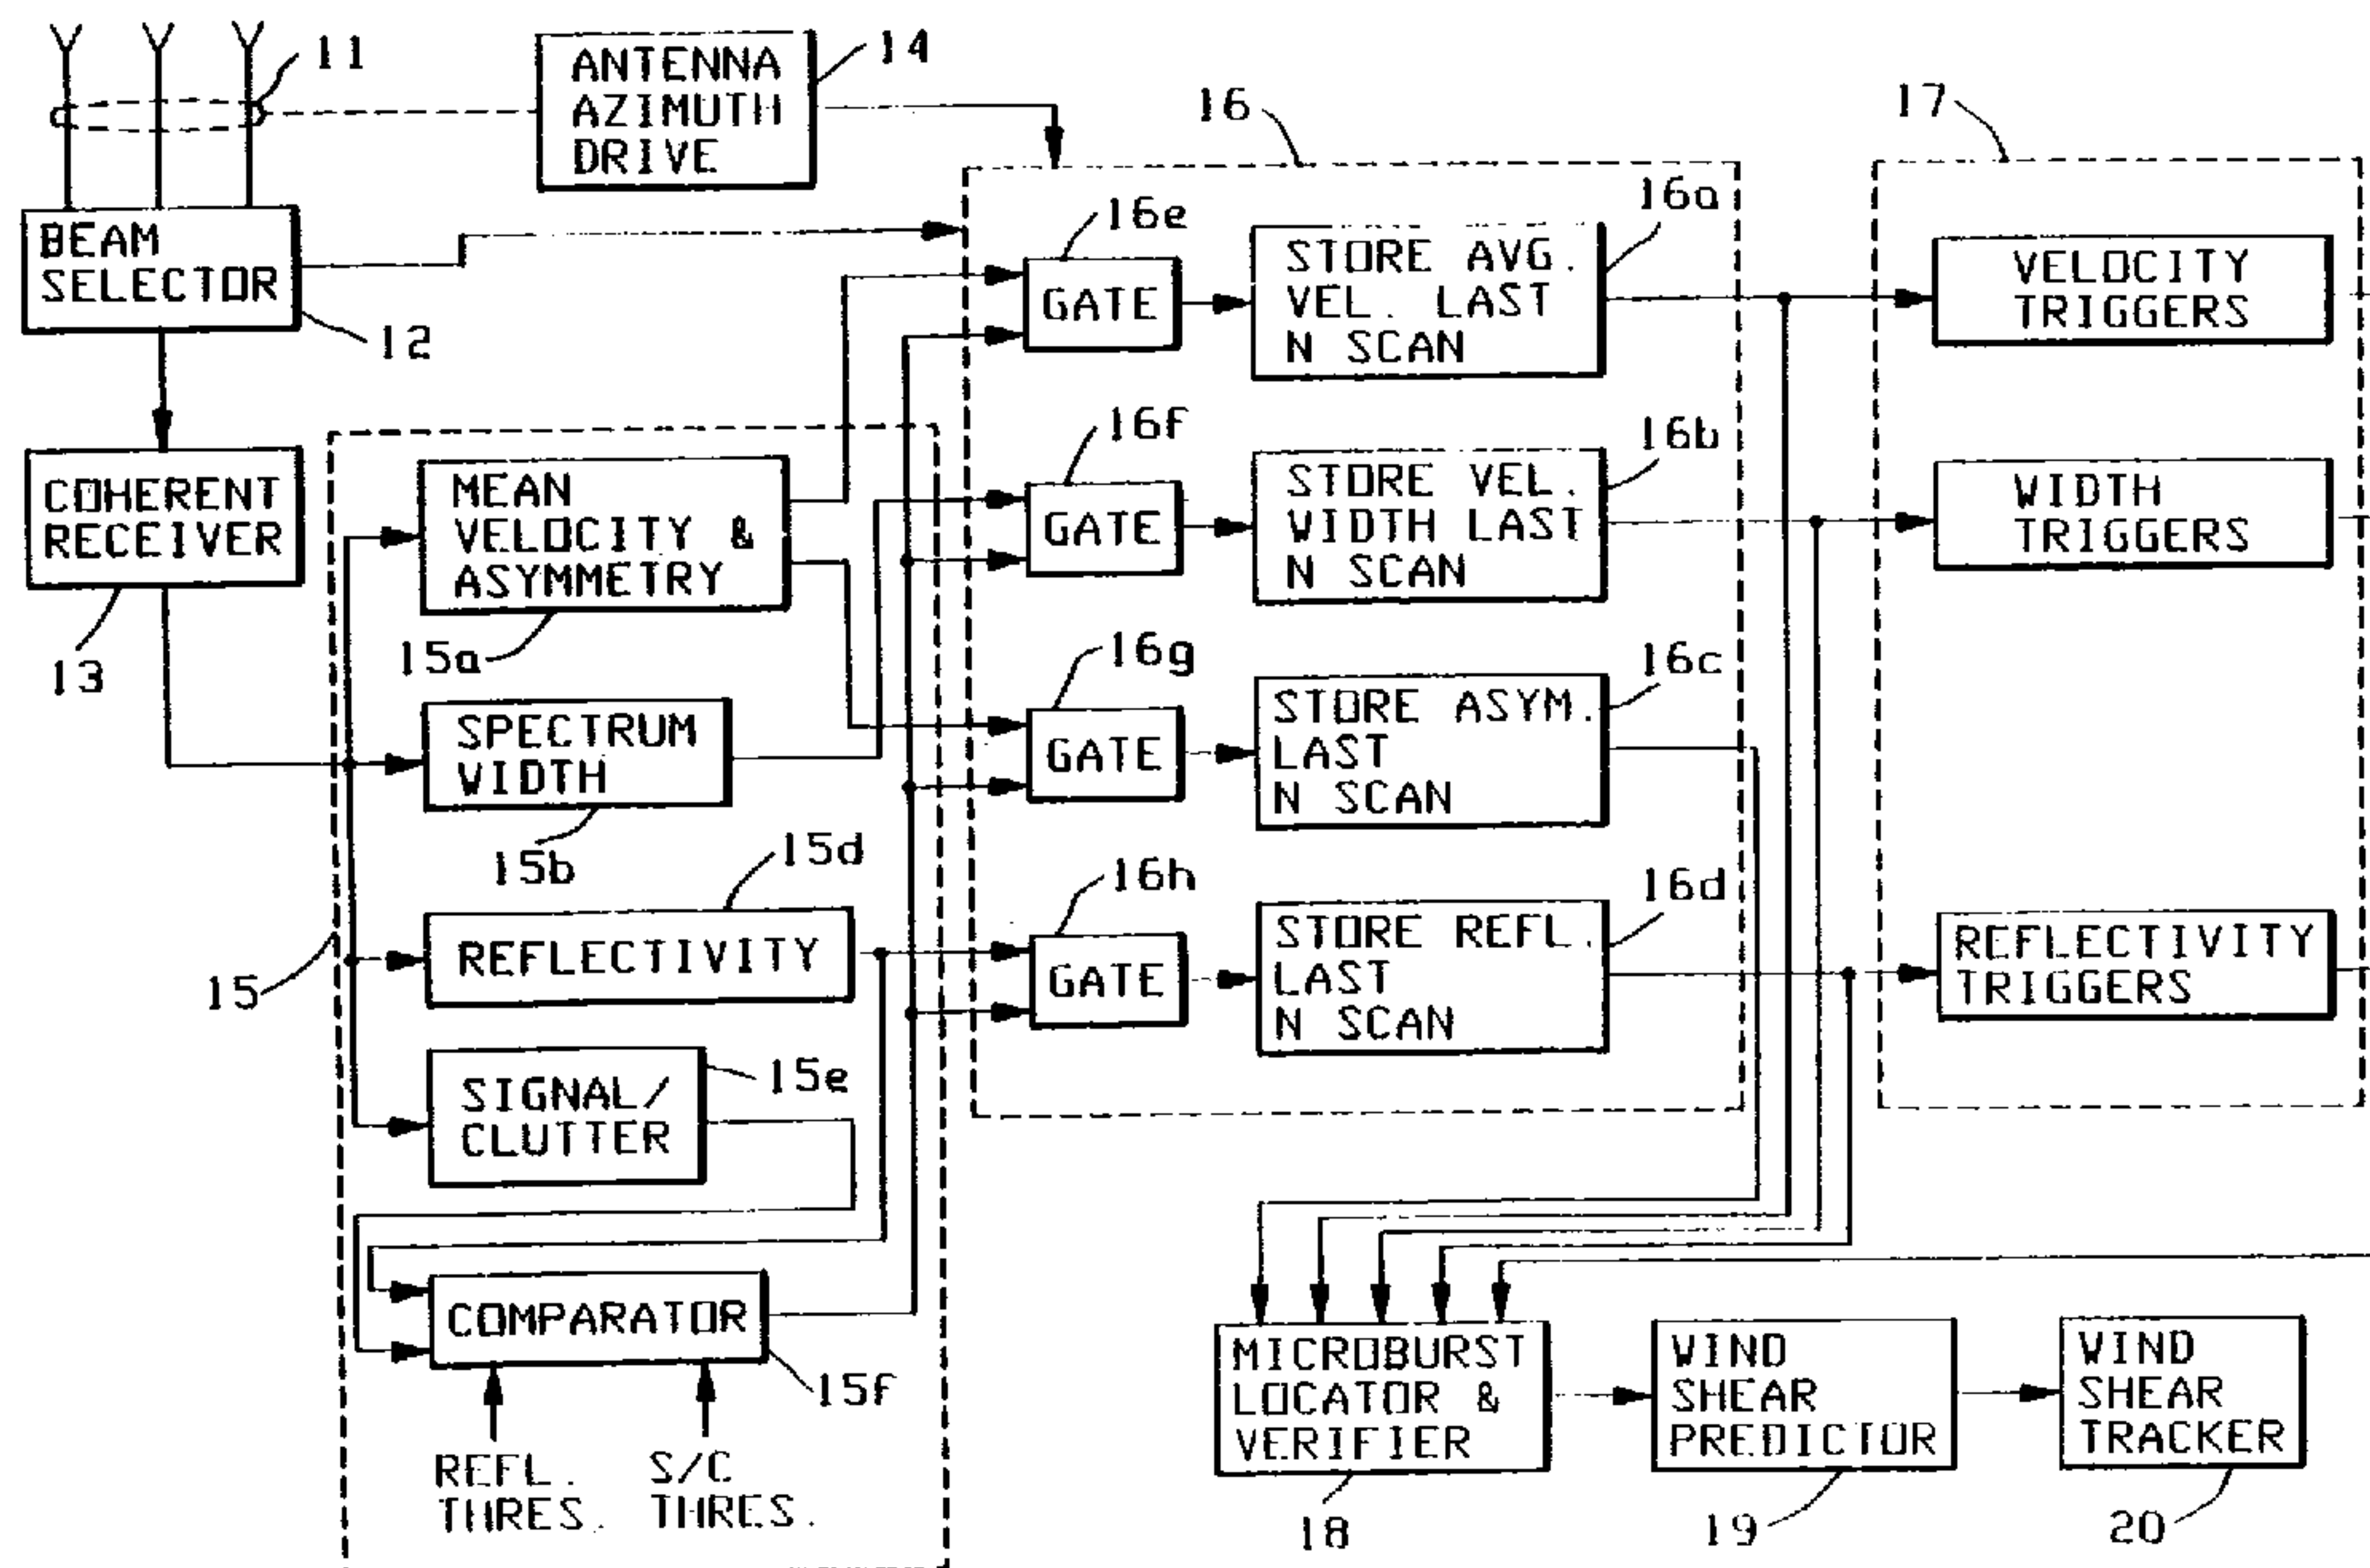 11
ANTENNA
AZIMUTH
DRIVE
14
BEAM
SELECTOR
12
COHERENT
RECEIVER
13
15
MEAN
VELOCITY &
ASYMMETRY
15a
SPECTRUM
WIDTH
15b
REFLECTIVITY
15d
SIGNAL/
CLUTTER
15e
COMPARATOR
15f
REFL.
THRES.
S/C
THRES.
16
16e
GATE
STORE AVG.
VEL. LAST
N SCAN
16a
16f
GATE
STORE VEL.
WIDTH LAST
N SCAN
16b
16g
GATE
STORE ASYM.
LAST
N SCAN
16c
16h
GATE
STORE REFL.
LAST
N SCAN
16d
17
VELOCITY
TRIGGERS
WIDTH
TRIGGERS
REFLECTIVITY
TRIGGERS
MICROBURST
LOCATOR &
VERIFIER
18
WIND
SHEAR
PREDICTOR
19
WIND
SHEAR
TRACKER
20